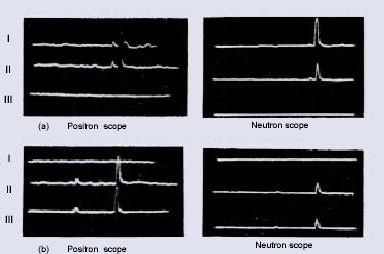 I
II
III
(a) Positron scope
Neutron scope
I
II
III
(b) Positron scope
Neutron scope